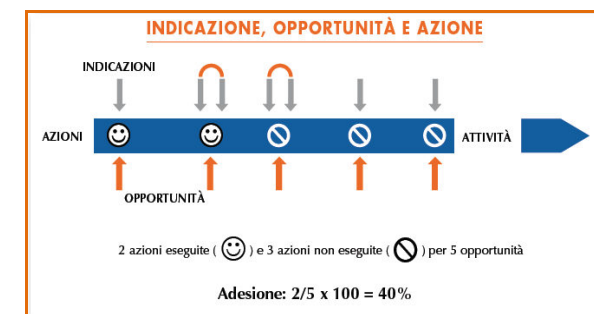 INDICAZIONE, OPPORTUNITÀ E AZIONE
INDICAZIONI
AZIONI
ATTIVITÀ
OPPORTUNITÀ
2 azioni eseguite ( ) e 3 azioni non eseguite ( ) per 5 opportunità
Adesione: 2/5 x 100 = 40%